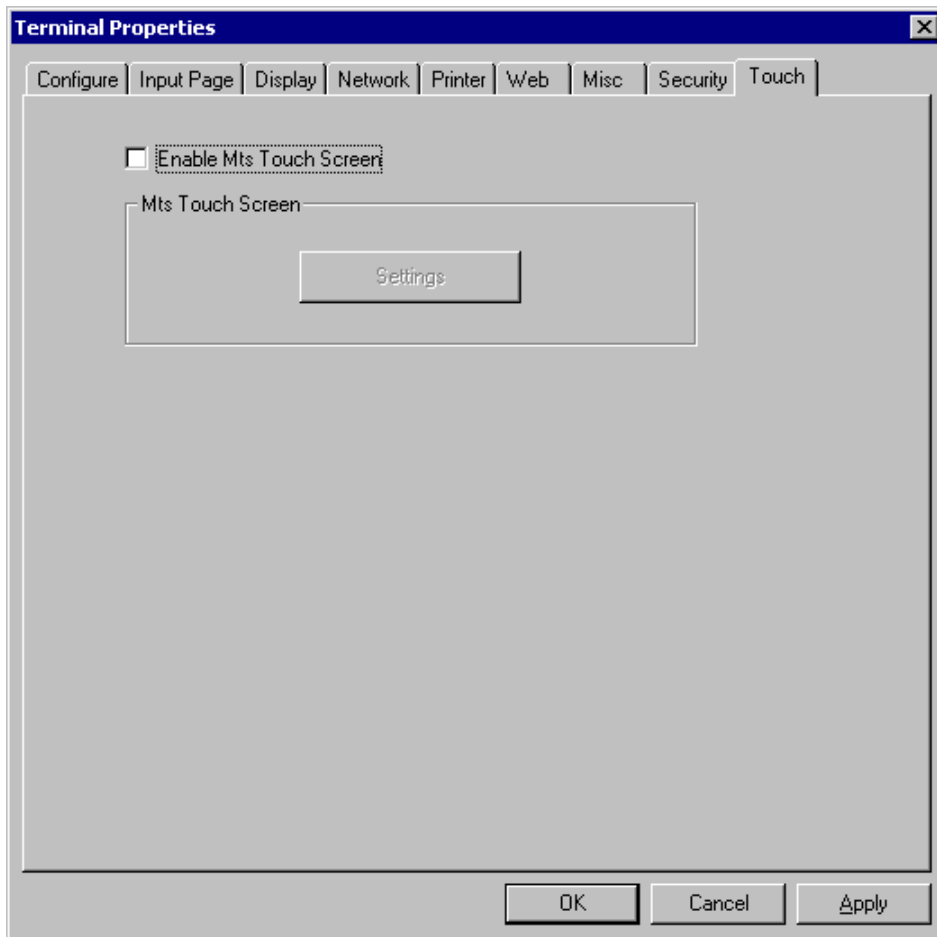 Terminal Properties
Configure Input Page Display Network Printer Web Misc Security Touch
Enable Mts Touch Screen
Mts Touch Screen
Settings
OK Cancel Apply